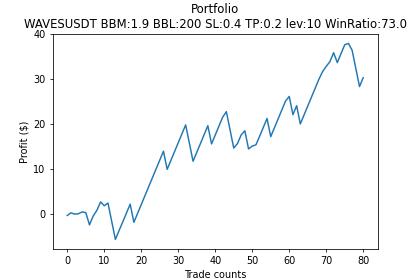 Portfolio
WAVESUSDT BBM:1.9 BBL:200 SL:0.4 TP:0.2 lev:10 WinRatio:73.0
40
30
20
10
0
Profit ($)
0 10 20 30 40 50 60 70 80
Trade counts